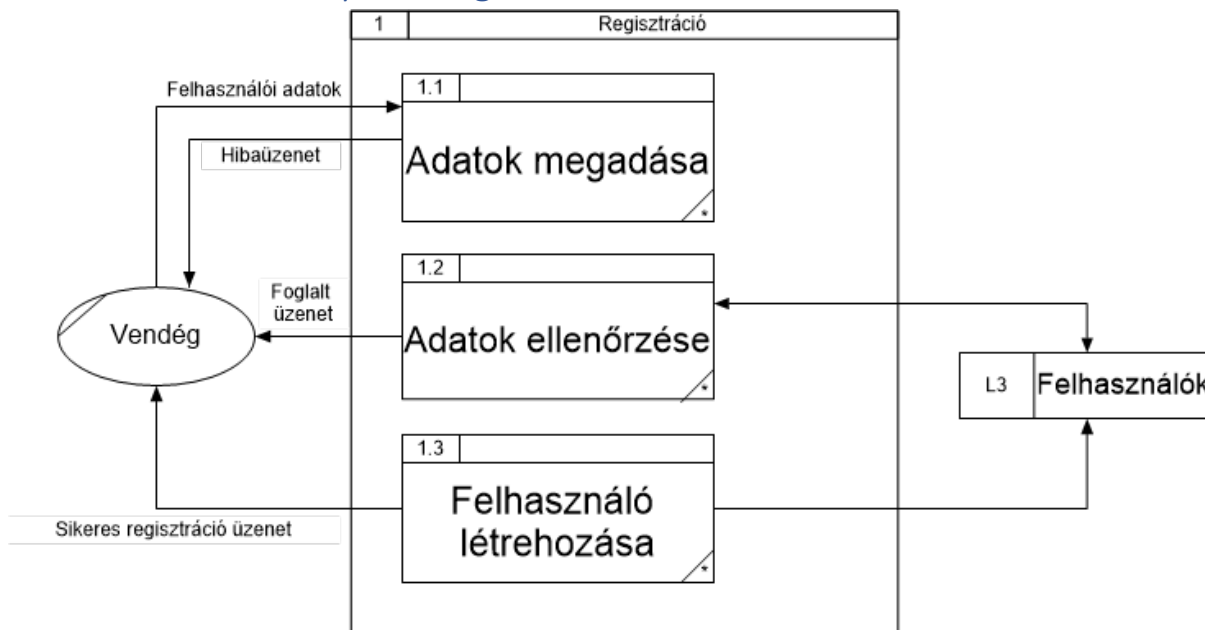 1
Regisztráció
Felhasználói adatok
1.1
Hibaüzenet
Adatok megadása
*
1.2
Foglalt
üzenet
Vendég
Adatok ellenőrzése
*
L3
Felhasználók
1.3
Felhasználó
létrehozása
Sikeres regisztráció üzenet
*